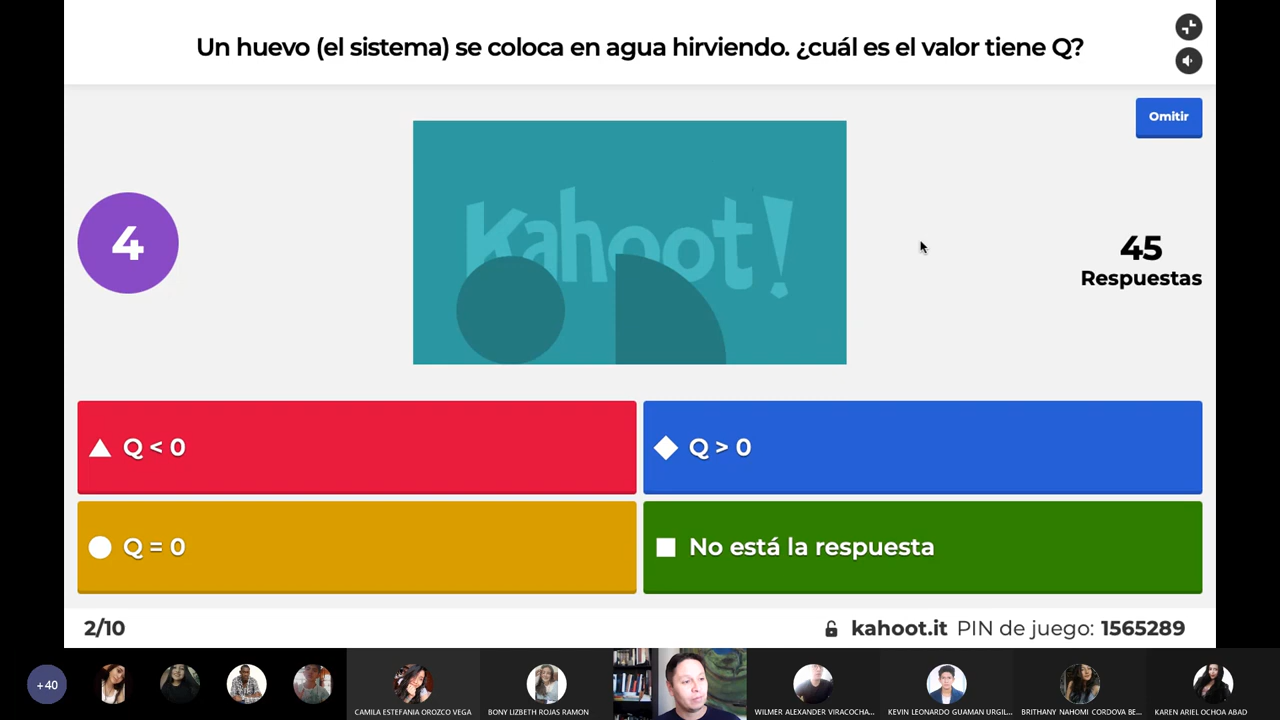 Un huevo (el sistema) se coloca en agua hirviendo. ¿cuál es el valor tiene Q?
Omitir
Kahoot!
4
45
Respuestas
Q < 0
Q > 0
Q = 0
No está la respuesta
2/10
kahoot.it PIN de juego: 1565289
+40
CAMILA ESTEFANIA OROZCO VEGA
BONY LIZBETH ROJAS RAMON
WILMER ALEXANDER VIRACOCHA...
KEVIN LEONARDO GUAMAN URGIL...
BRITHANY NAHOMI CORDOVA BE...
KAREN ARIEL OCHOA ABAD